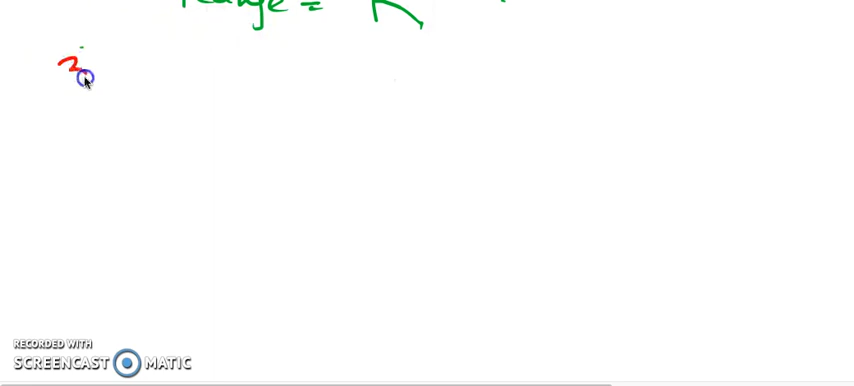 Range = R
RECORDED WITH
SCREENCAST MATIC